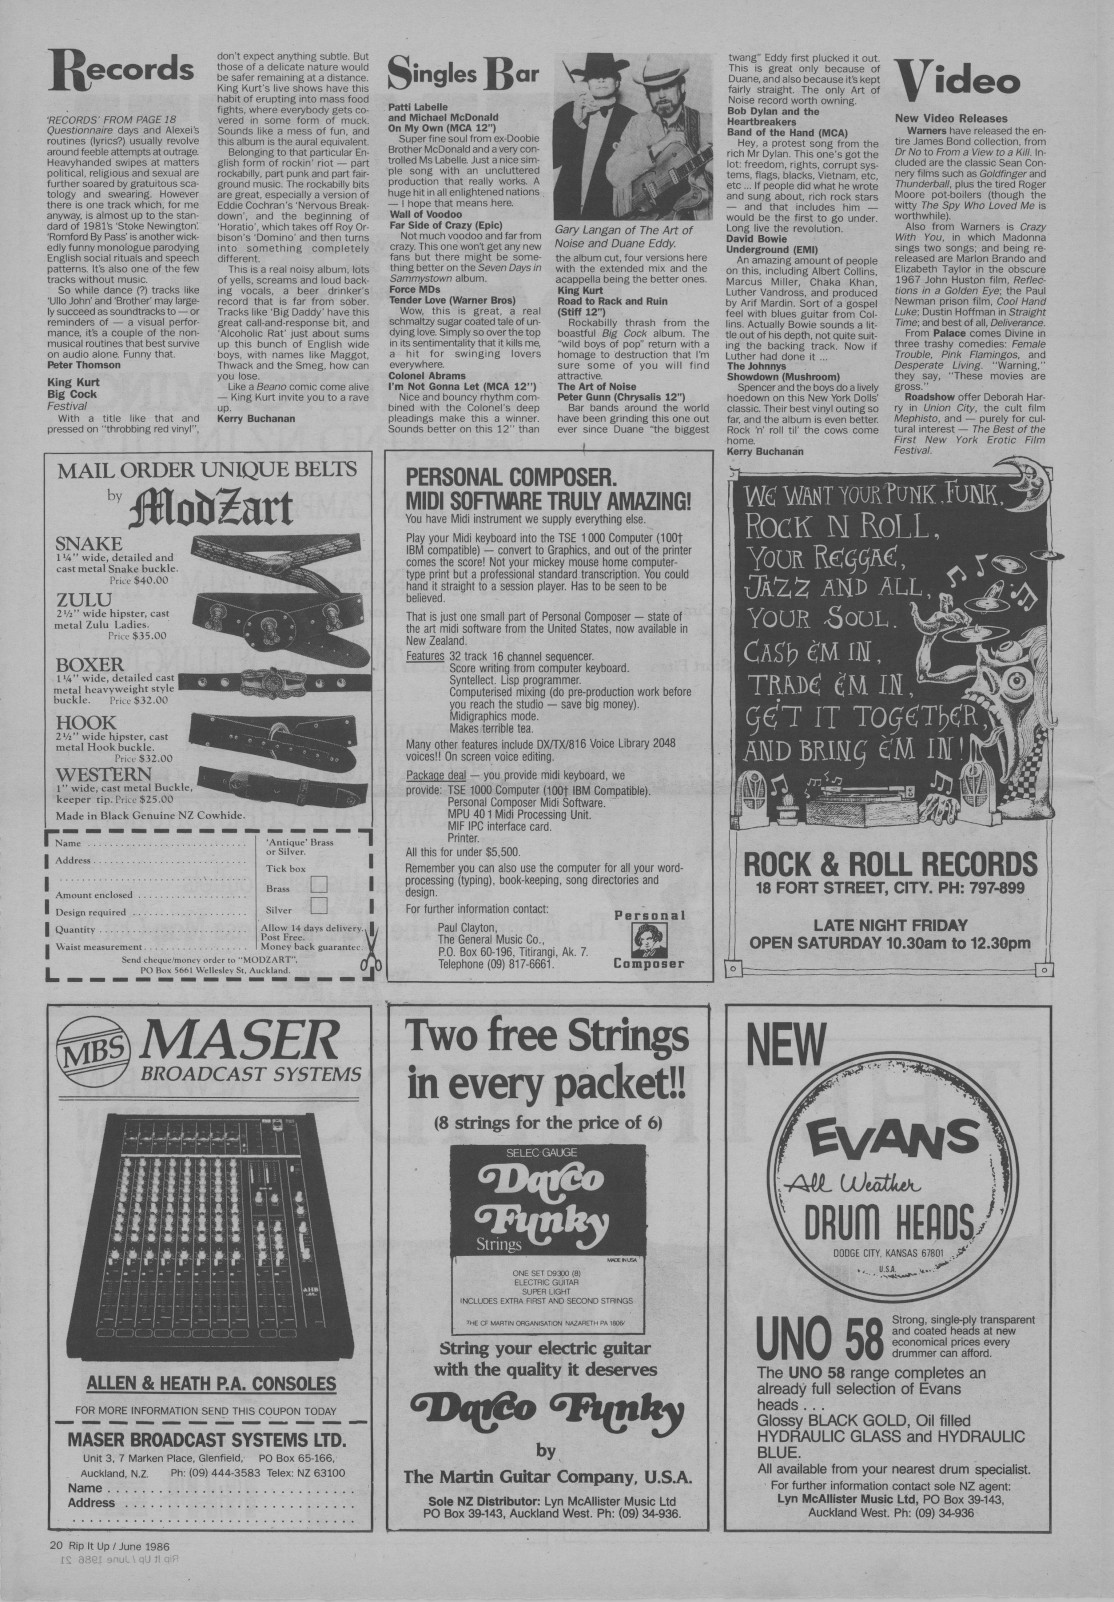 Records
'RECORDS' FROM PAGE 18
Questionnaire days and Alexei's
routines (lyrics?) usually revolve
around feeble attempts at outrage.
Heavyhanded swipes at matters
political, religious and sexual are
further soared by gratuitous sca-
tology and swearing. However
there is one track which, for me
anyway, is almost up to the stan-
dard of 1981's 'Stoke Newington'.
'Romford By Pass' is another wick-
edly funny monologue parodying
English social rituals and speech
patterns. It's also one of the few
tracks without music.
So while dance (?) tracks like
'Ullo John' and 'Brother' may large-
ly succeed as soundtracks to — or
reminders of — a visual perfor-
mance, it's a couple of the non-
musical routines that best survive
on audio alone. Funny that.
Peter Thomson
King Kurt
Big Cock
Festival
With a title like that and
pressed on "throbbing red vinyl",
don't expect anything subtle. But
those of a delicate nature would
be safer remaining at a distance.
King Kurt's live shows have this
habit of erupting into mass food
fights, where everybody gets co-
vered in some form of muck.
Sounds like a mess of fun, and
this album is the aural equivalent.
Belonging to that particular En-
glish form of rockin' riot — part
rockabilly, part punk and part fair-
ground music. The rockabilly bits
are great, especially a version of
Eddie Cochran's 'Nervous Break-
down', and the beginning of
'Horatio', which takes off Roy Or-
bison's 'Domino' and then turns
into something completely
different.
This is a real noisy album, lots
of yells, screams and loud back-
ing vocals, a beer drinker's
record that is far from sober.
Tracks like 'Big Daddy' have this
great call-and-response bit, and
'Alcoholic Rat' just about sums
up this bunch of English wide
boys, with names like Maggot,
Thwack and the Smeg, how can
you lose.
Like a Beano comic come alive
— King Kurt invite you to a rave
up.
Kerry Buchanan
Singles Bar
Patti Labelle
and Michael McDonald
On My Own (MCA 12")
Super fine soul from ex-Doobie
Brother McDonald and a very con-
trolled Ms Labelle. Just a nice sim-
ple song with an uncluttered
production that really works. A
huge hit in all enlightened nations
— I hope that means here.
Wall of Voodoo
Far Side of Crazy (Epic)
Not much voodoo and far from
crazy. This one won't get any new
fans but there might be some-
thing better on the Seven Days in
Sammystown album.
Force MDs
Tender Love (Warner Bros)
Wow, this is great, a real
schmaltzy sugar coated tale of un-
dying love. Simply so over the top
in its sentimentality that it kills me,
a hit for swinging lovers
everywhere.
Colonel Abrams
I'm Not Gonna Let (MCA 12")
Nice and bouncy rhythm com-
bined with the Colonel's deep
pleadings make this a winner.
Sounds better on this 12" than
Gary Langan of The Art of
Noise and Duane Eddy.
the album cut, four versions here
with the extended mix and the
acappella being the better ones.
King Kurt
Road to Rack and Ruin
(Stiff 12")
Rockabilly thrash from the
boastful Big Cock album. The
"wild boys of pop" return with a
homage to destruction that I'm
sure some of you will find
attractive.
The Art of Noise
Peter Gunn (Chrysalis 12")
Bar bands around the world
have been grinding this one out
ever since Duane "the biggest
twang" Eddy first plucked it out.
This is great only because of
Duane, and also because it's kept
fairly straight. The only Art of
Noise record worth owning.
Bob Dylan and the
Heartbreakers
Band of the Hand (MCA)
Hey, a protest song from the
rich Mr Dylan. This one's got the
lot: freedom, rights, corrupt sys-
tems, flags, blacks, Vietnam, etc,
etc ... If people did what he wrote
and sung about, rich rock stars
— and that includes him —
would be the first to go under.
Long live the revolution.
David Bowie
Underground (EMI)
An amazing amount of people
on this, including Albert Collins,
Marcus Miller, Chaka Khan,
Luther Vandross, and produced
by Arif Mardin. Sort of a gospel
feel with blues guitar from Col-
lins. Actually Bowie sounds a lit-
tle out of his depth, not quite suit-
ing the backing track. Now if
Luther had done it ...
The Johnnys
Showdown (Mushroom)
Spencer and the boys do a lively
hoedown on this New York Dolls'
classic. Their best vinyl outing so
far, and the album is even better.
Rock 'n' roll til' the cows come
home.
Kerry Buchanan
Video
New Video Releases
Warners have released the en-
tire James Bond collection, from
Dr No to From a View to a Kill. In-
cluded are the classic Sean Con-
nery films such as Goldfinger and
Thunderball, plus the tired Roger
Moore pot-boilers (though the
witty The Spy Who Loved Me is
worthwhile).
Also from Warners is Crazy
With You, in which Madonna
sings two songs; and being re-
released are Marlon Brando and
Elizabeth Taylor in the obscure
1967 John Huston film, Reflec-
tions in a Golden Eye; the Paul
Newman prison film, Cool Hand
Luke; Dustin Hoffman in Straight
Time; and best of all, Deliverance.
From Palace comes Divine in
three trashy comedies: Female
Trouble, Pink Flamingos, and
Desperate Living. "Warning,"
they say, "These movies are
gross."
Roadshow offer Deborah Har-
ry in Union City, the cult film
Mephisto, and — purely for cul-
tural interest — The Best of the
First New York Erotic Film
Festival.
MAIL ORDER UNIQUE BELTS
by ModZart
SNAKE
1¼" wide, detailed and
cast metal Snake buckle.
Price $40.00
ZULU
2½" wide hipster, cast
metal Zulu Ladies.
Price $35.00
BOXER
1¼" wide, detailed cast
metal heavyweight style
buckle. Price $32.00
HOOK
2½" wide hipster, cast
metal Hook buckle.
Price $32.00
WESTERN
1" wide, cast metal Buckle,
keeper tip. Price $25.00
Made in Black Genuine NZ Cowhide.
Name
Address
Amount enclosed
Design required
Quantity
Waist measurement
'Antique' Brass
or Silver.
Tick box
Brass
Silver
Allow 14 days delivery.
Post Free.
Money back guarantee.
Send cheque/money order to "MODZART",
PO Box 5661 Wellesley St, Auckland.
PERSONAL COMPOSER.
MIDI SOFTWARE TRULY AMAZING!
You have Midi instrument we supply everything else.
Play your Midi keyboard into the TSE 1000 Computer (100†
IBM compatible) — convert to Graphics, and out of the printer
comes the score! Not your mickey mouse home computer-
type print but a professional standard transcription. You could
hand it straight to a session player. Has to be seen to be
believed.
That is just one small part of Personal Composer — state of
the art midi software from the United States, now available in
New Zealand.
Features 32 track 16 channel sequencer.
Score writing from computer keyboard.
Syntellect. Lisp programmer.
Computerised mixing (do pre-production work before
you reach the studio — save big money).
Midigraphics mode.
Makes terrible tea.
Many other features include DX/TX/816 Voice Library 2048
voices!! On screen voice editing.
Package deal — you provide midi keyboard, we
provide: TSE 1000 Computer (100† IBM Compatible).
Personal Composer Midi Software.
MPU 401 Midi Processing Unit.
MIF IPC interface card.
Printer.
All this for under $5,500.
Remember you can also use the computer for all your word-
processing (typing), book-keeping, song directories and
design.
For further information contact:
Paul Clayton,
The General Music Co.,
P.O. Box 60-196, Titirangi, Ak. 7.
Telephone (09) 817-6661.
Personal
Composer
WE WANT YOUR PUNK, FUNK,
ROCK N ROLL,
YOUR REGGAE,
JAZZ AND ALL,
YOUR SOUL.
CASH EM IN,
TRADE EM IN,
GET IT TOGETHER,
AND BRING EM IN!
ROCK & ROLL RECORDS
18 FORT STREET, CITY. PH: 797-899
LATE NIGHT FRIDAY
OPEN SATURDAY 10.30am to 12.30pm
MBS MASER
BROADCAST SYSTEMS
ALLEN & HEATH P.A. CONSOLES
FOR MORE INFORMATION SEND THIS COUPON TODAY
MASER BROADCAST SYSTEMS LTD.
Unit 3, 7 Marken Place, Glenfield, PO Box 65-166,
Auckland, N.Z. Ph: (09) 444-3583 Telex: NZ 63100
Name
Address
Two free Strings
in every packet!!
(8 strings for the price of 6)
SELEC GAUGE
Darco
Funky
Strings
MADE IN USA
ONE SET D9300 (8)
ELECTRIC GUITAR
SUPER LIGHT
INCLUDES EXTRA FIRST AND SECOND STRINGS
THE CF MARTIN ORGANISATION NAZARETH PA 18064
String your electric guitar
with the quality it deserves
Darco Funky
by
The Martin Guitar Company, U.S.A.
Sole NZ Distributor: Lyn McAllister Music Ltd
PO Box 39-143, Auckland West. Ph: (09) 34-936.
NEW
EVANS
All Weather
DRUM HEADS
DODGE CITY, KANSAS 67801
U.S.A.
UNO 58
Strong, single-ply transparent
and coated heads at new
economical prices every
drummer can afford.
The UNO 58 range completes an
already full selection of Evans
heads . . .
Glossy BLACK GOLD, Oil filled
HYDRAULIC GLASS and HYDRAULIC
BLUE.
All available from your nearest drum specialist.
For further information contact sole NZ agent:
Lyn McAllister Music Ltd, PO Box 39-143,
Auckland West. Ph: (09) 34-936
20 Rip It Up / June 1986